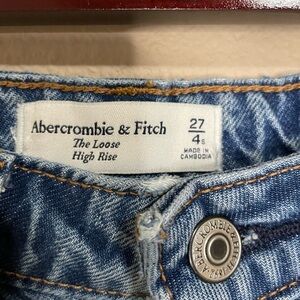 Abercrombie & Fitch
The Loose
High Rise
27
4s
MADE IN
CAMBODIA
ABERCROMBIE & FITCH